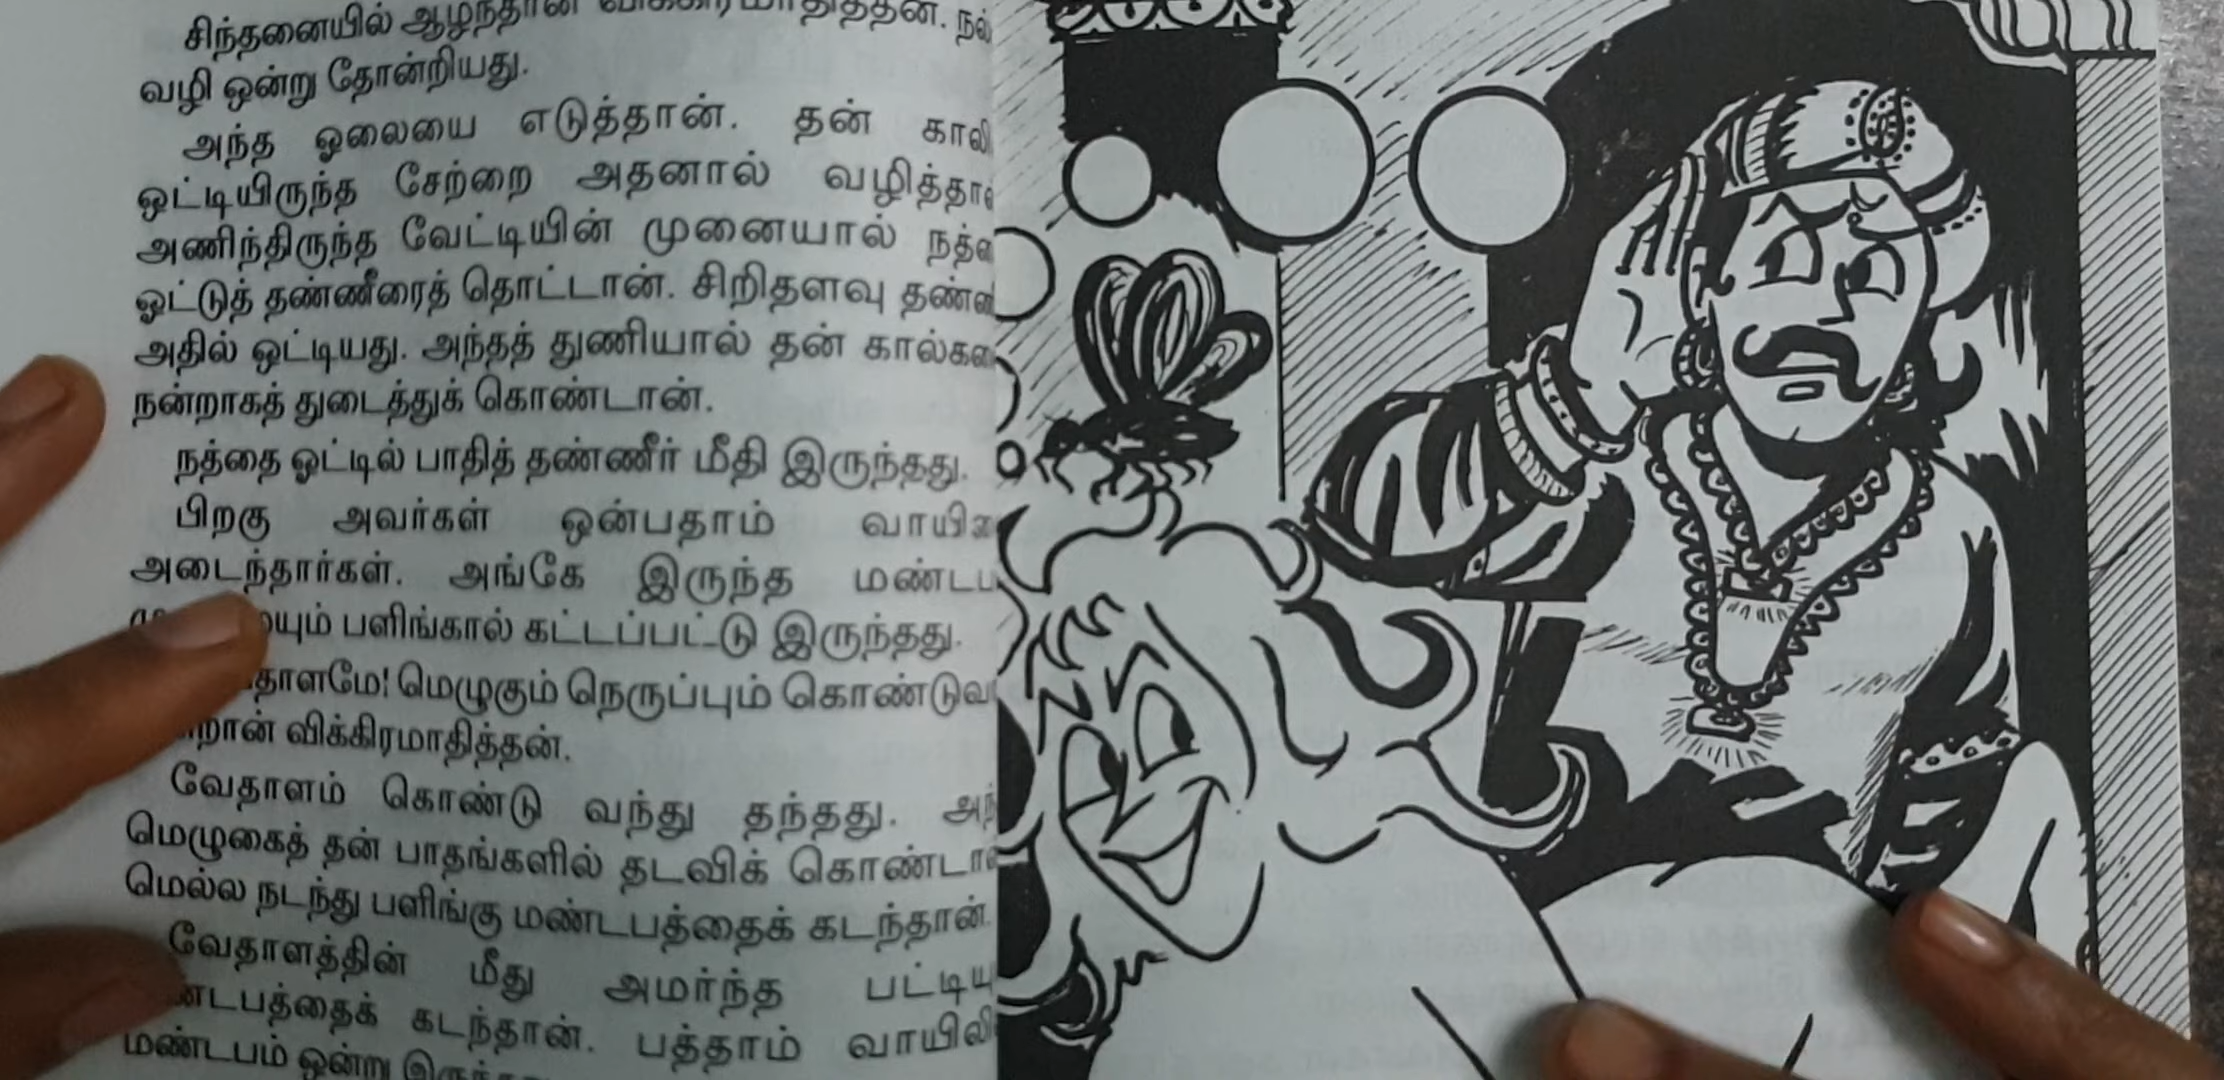 சிந்தனையில் ஆழ்ந்தான் விக்கிரமாதித்தன்.
வழி ஒன்று தோன்றியது.
அந்த ஓலையை எடுத்தான். தன்
ஒட்டியிருந்த சேற்றை அதனால்
அணிந்திருந்த வேட்டியின் முனையால்
ஓட்டுத் தண்ணீரைத் தொட்டான். சிறிதளவு
அதில் ஒட்டியது. அந்தத் துணியால் தன்
நன்றாகத் துடைத்துக் கொண்டான்.
நத்தை ஓட்டில் பாதித் தண்ணீர் மீதி இருந்தது.
பிறகு அவர்கள் ஒன்பதாம்
அடைந்தார்கள். அங்கே இருந்த
பளிங்கால் கட்டப்பட்டு இருந்தது.
மெழுகும் நெருப்பும்
விக்கிரமாதித்தன்.
வேதாளம் கொண்டு வந்து தந்தது.
மெழுகைத் தன் பாதங்களில் தடவிக்
மெல்ல நடந்து பளிங்கு மண்டபத்தைக் கடந்தான்.
வேதாளத்தின் மீது அமர்ந்த
கடந்தான். பத்தாம்
மண்டபம் ஒன்று